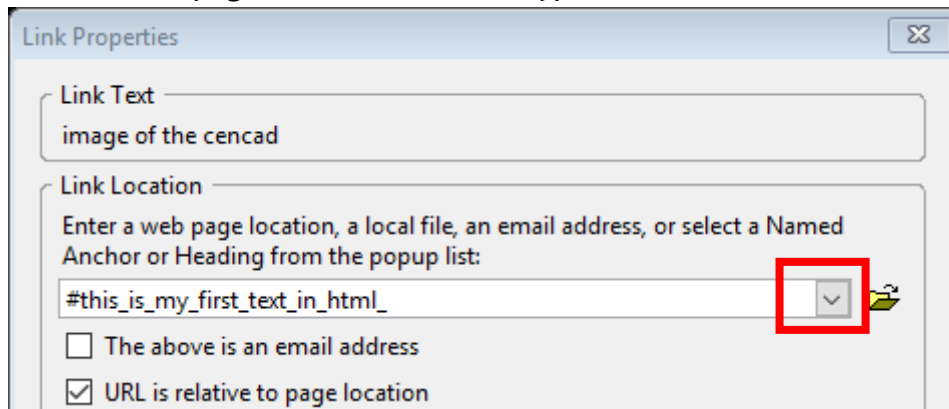 Link Properties
Link Text
image of the cencad
Link Location
Enter a web page location, a local file, an email address, or select a Named
Anchor or Heading from the popup list:
#this_is_my_first_text_in_html_
The above is an email address
URL is relative to page location